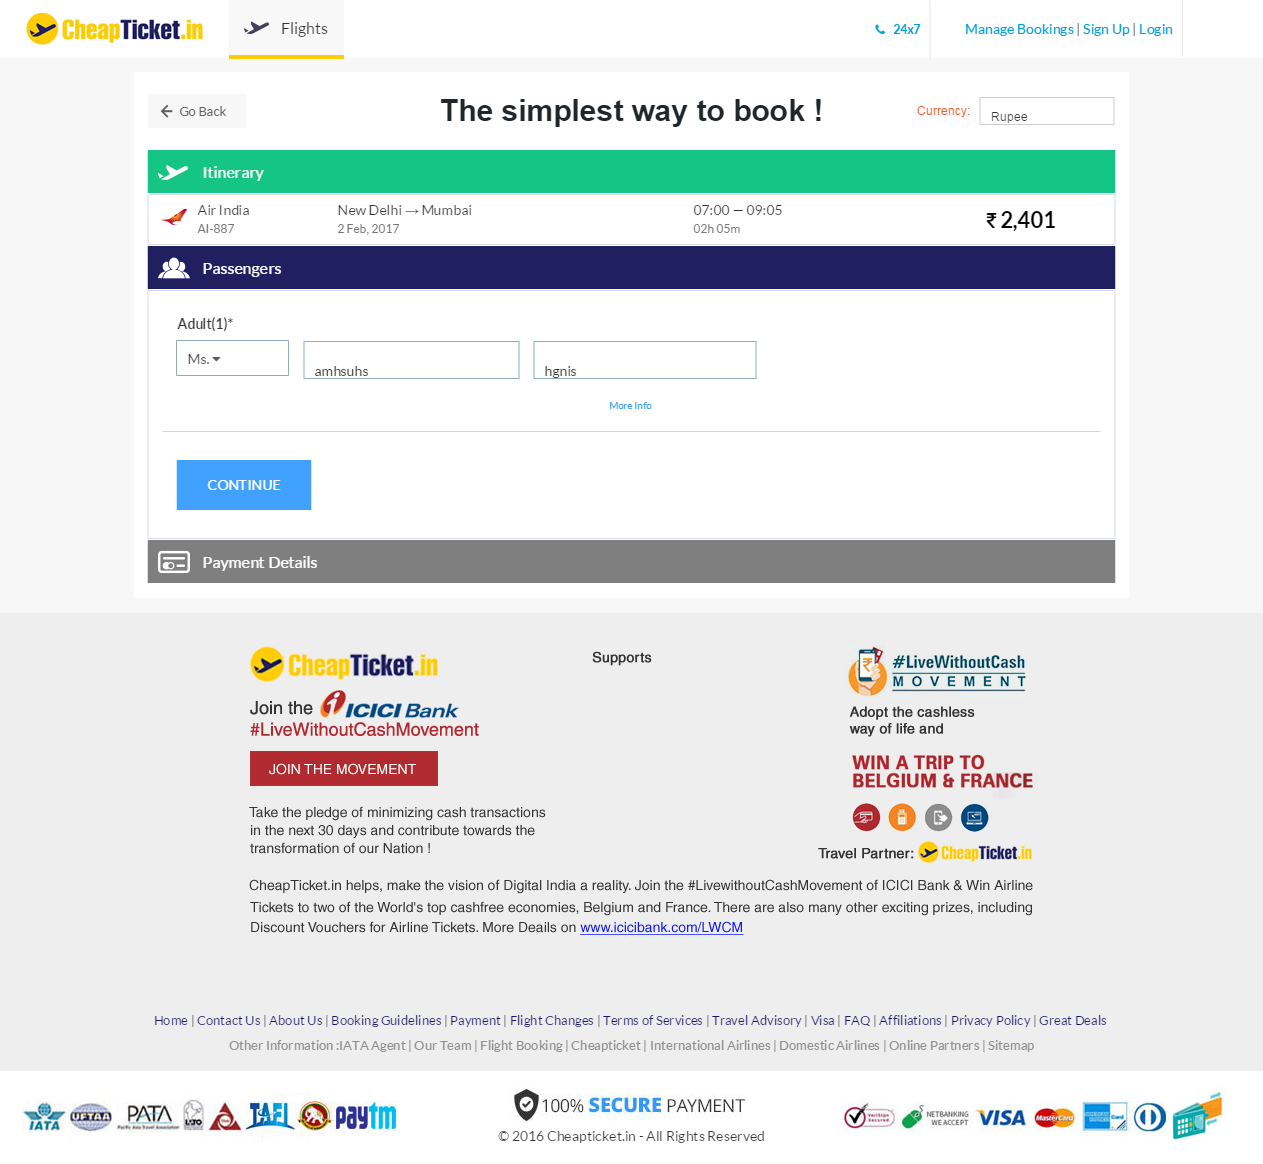 CheapTicket.in
Flights
24x7
Manage Bookings | Sign Up | Login
Go Back
The simplest way to book !
Currency:
Rupee
Itinerary
Air India
New Delhi → Mumbai
07:00 — 09:05
₹ 2,401
AI-887
2 Feb, 2017
02h 05m
Passengers
Adult(1)*
Ms.
amhsuhs
hgnis
More Info
CONTINUE
Payment Details
CheapTicket.in
Join the ICICI Bank
#LiveWithoutCashMovement
JOIN THE MOVEMENT
Take the pledge of minimizing cash transactions
in the next 30 days and contribute towards the
transformation of our Nation !
Supports
#LiveWithoutCash
MOVEMENT
Adopt the cashless
way of life and
WIN A TRIP TO
BELGIUM & FRANCE
Travel Partner: CheapTicket.in
CheapTicket.in helps, make the vision of Digital India a reality. Join the #LivewithoutCashMovement of ICICI Bank & Win Airline
Tickets to two of the World's top cashfree economies, Belgium and France. There are also many other exciting prizes, including
Discount Vouchers for Airline Tickets. More Deails on www.icicibank.com/LWCM
Home | Contact Us | About Us | Booking Guidelines | Payment | Flight Changes | Terms of Services | Travel Advisory | Visa | FAQ | Affiliations | Privacy Policy | Great Deals
Other Information :IATA Agent | Our Team | Flight Booking | Cheapticket | International Airlines | Domestic Airlines | Online Partners | Sitemap
IATA
UFTAA
PATA
Pacific Asia Travel Association
TAFI
paytm
100% SECURE PAYMENT
© 2016 Cheapticket.in - All Rights Reserved
VeriSign
Secured
NETBANKING
WE ACCEPT
VISA
MasterCard